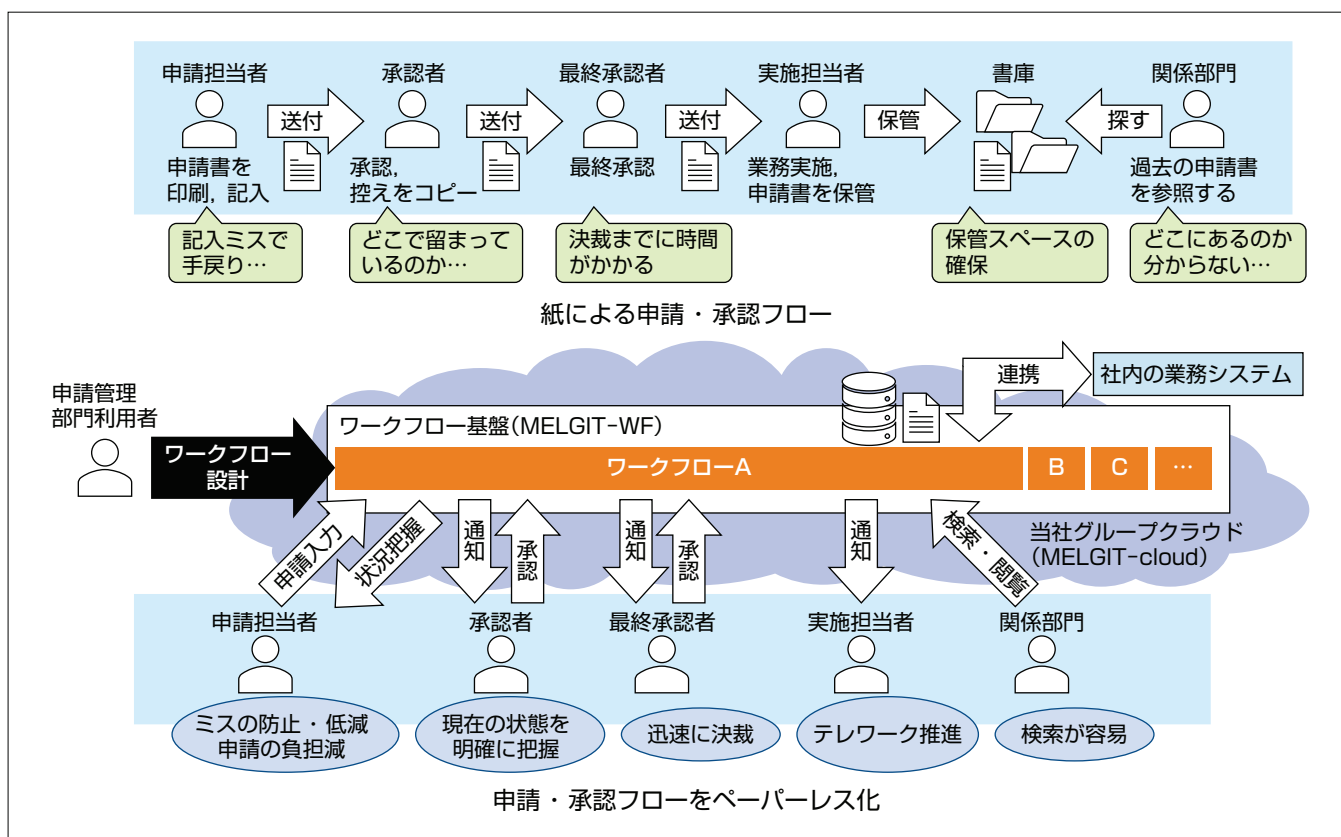 申請担当者
承認者
最終承認者
実施担当者
書庫
関係部門
送付
送付
送付
保管
探す
申請書を
印刷，記入
承認，
控えをコピー
最終承認
業務実施，
申請書を保管
過去の申請書
を参照する
記入ミスで
手戻り…
どこで留まって
いるのか…
決裁までに時間
がかかる
保管スペースの
確保
どこにあるのか
分からない…
紙による申請・承認フロー
申請管理
部門利用者
ワークフロー
設計
連携
社内の業務システム
ワークフロー基盤(MELGIT-WF)
ワークフローA
B
C
…
当社グループクラウド
(MELGIT-cloud)
申請入力
状況把握
通知
承認
通知
承認
通知
検索・閲覧
申請担当者
承認者
最終承認者
実施担当者
関係部門
ミスの防止・低減
申請の負担減
現在の状態を
明確に把握
迅速に決裁
テレワーク推進
検索が容易
申請・承認フローをペーパーレス化